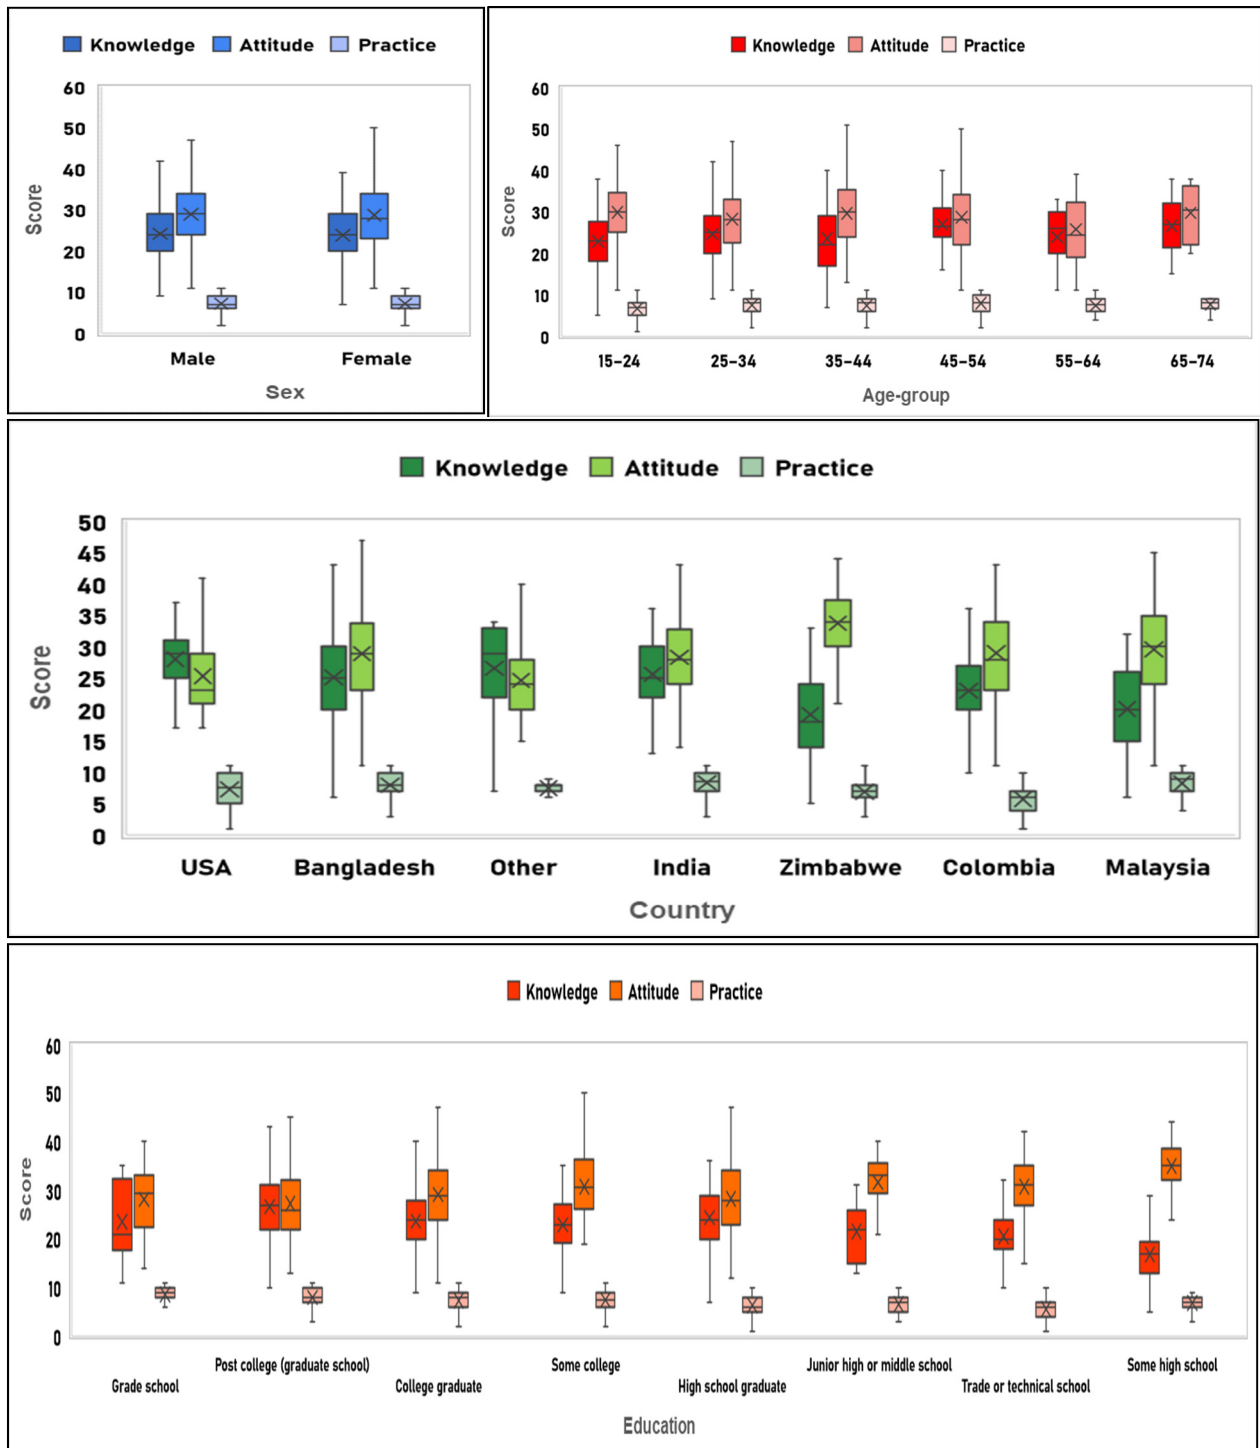 Knowledge Attitude Practice
60
50
40
30
20
10
0
Score
Male Female
Sex
Knowledge Attitude Practice
60
50
40
30
20
10
0
Score
15–24 25–34 35–44 45–54 55–64 65–74
Age-group
Knowledge Attitude Practice
50
45
40
35
30
25
20
15
10
5
0
Score
USA Bangladesh Other India Zimbabwe Colombia Malaysia
Country
Knowledge Attitude Practice
60
50
40
30
20
10
0
Score
Post college (graduate school) Some college Junior high or middle school Some high school
Grade school College graduate High school graduate Trade or technical school
Education